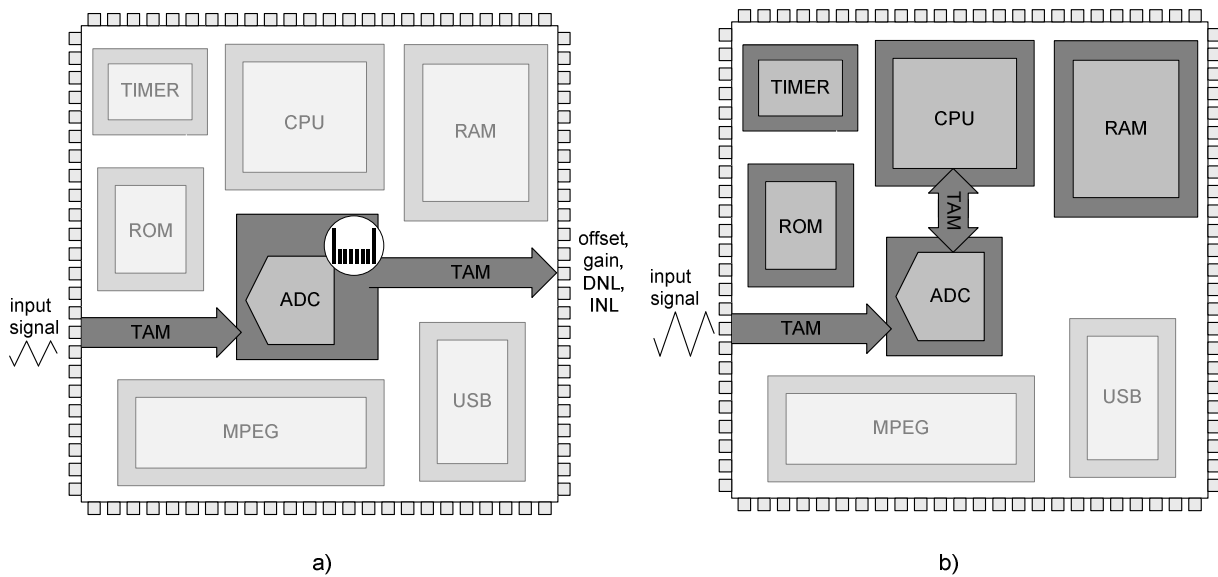 TIMER
CPU
RAM
ROM
ADC
TAM
offset,
gain,
DNL,
INL
input
signal
TAM
USB
MPEG
a)
TIMER
CPU
RAM
TAM
ROM
ADC
input
signal
TAM
USB
MPEG
b)